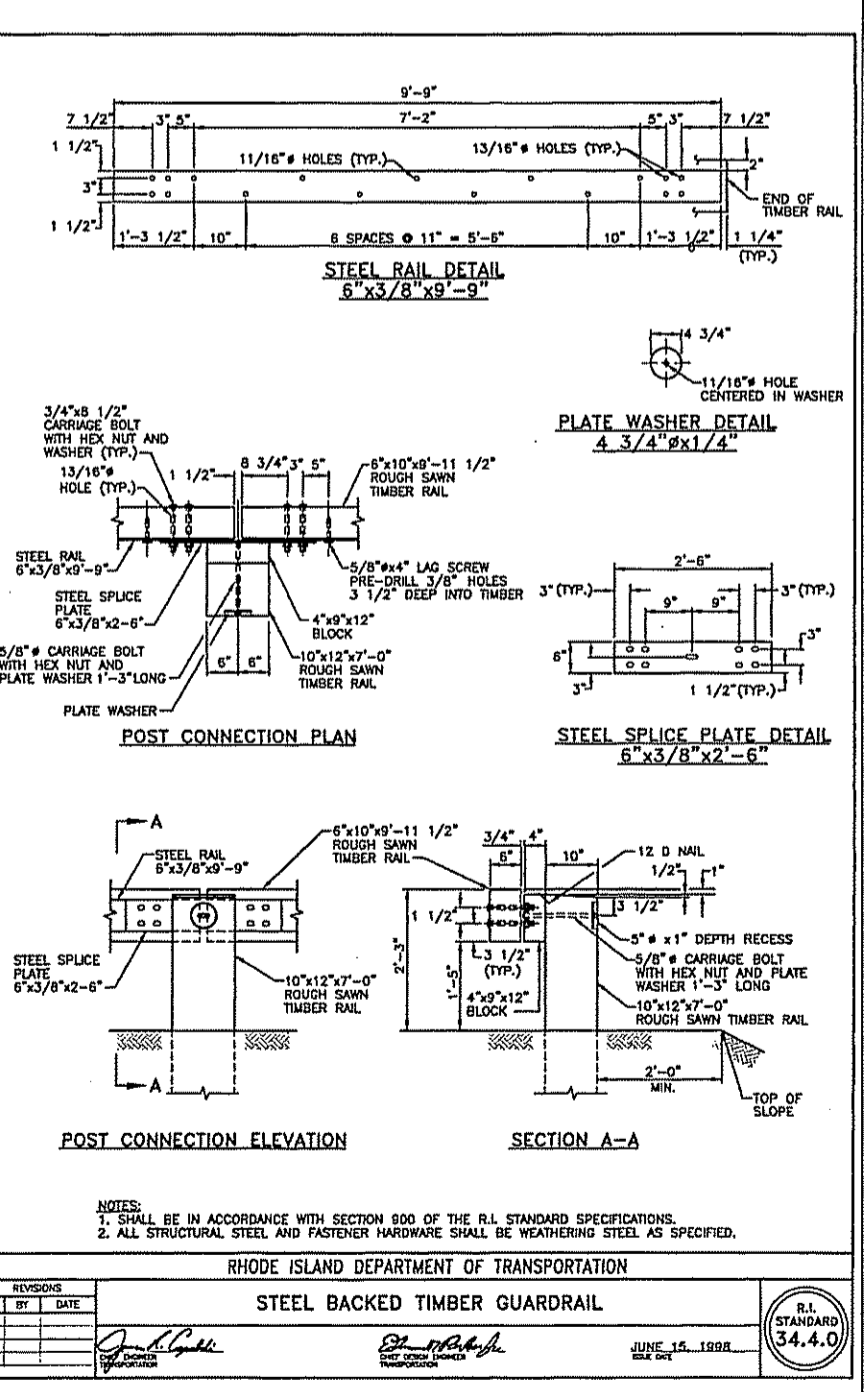 9'-9"
7 1/2" 3" 5" 7'-2" 5" 3" 7 1/2"
1 1/2"
11/16"ø HOLES (TYP.)
13/16"ø HOLES (TYP.)
2"
3"
END OF
TIMBER RAIL
1 1/2"
1'-3 1/2" 10" 6 SPACES @ 11" = 5'-6" 10" 1'-3 1/2" 1 1/4"
(TYP.)
STEEL RAIL DETAIL
6"x3/8"x9'-9"
4 3/4"
11/16"ø HOLE
CENTERED IN WASHER
PLATE WASHER DETAIL
4 3/4"øx1/4"
3/4"x8 1/2"
CARRIAGE BOLT
WITH HEX NUT AND
WASHER (TYP.)
13/16"ø
HOLE (TYP.)
1 1/2" 8 3/4" 3" 5"
6"x10"x9'-11 1/2"
ROUGH SAWN
TIMBER RAIL
STEEL RAIL
6"x3/8"x9'-9"
STEEL SPLICE
PLATE
6"x3/8"x2-6"
5/8"ø CARRIAGE BOLT
WITH HEX NUT AND
PLATE WASHER 1'-3"LONG
PLATE WASHER
6" 6"
5/8"øx4" LAG SCREW
PRE-DRILL 3/8" HOLES
3 1/2" DEEP INTO TIMBER
4"x9"x12"
BLOCK
10"x12"x7'-0"
ROUGH SAWN
TIMBER RAIL
POST CONNECTION PLAN
2'-6"
3"(TYP.) 3"(TYP.)
9" 9"
6" 3"
3" 1 1/2"(TYP.)
STEEL SPLICE PLATE DETAIL
6"x3/8"x2'-6"
A
STEEL RAIL
6"x3/8"x9'-9"
6"x10"x9'-11 1/2"
ROUGH SAWN
TIMBER RAIL
STEEL SPLICE
PLATE
6"x3/8"x2-6"
10"x12"x7'-0"
ROUGH SAWN
TIMBER RAIL
A
POST CONNECTION ELEVATION
3/4" 4"
6" 10"
12 D NAIL
1/2" 1"
1 1/2"
3 1/2"
2'-3"
1'-5"
3 1/2"
(TYP.)
4"x9"x12"
BLOCK
5"ø x1" DEPTH RECESS
5/8"ø CARRIAGE BOLT
WITH HEX NUT AND PLATE
WASHER 1'-3" LONG
10"x12"x7'-0"
ROUGH SAWN TIMBER RAIL
2'-0"
MIN.
TOP OF
SLOPE
SECTION A-A
NOTES:
1. SHALL BE IN ACCORDANCE WITH SECTION 900 OF THE R.I. STANDARD SPECIFICATIONS.
2. ALL STRUCTURAL STEEL AND FASTENER HARDWARE SHALL BE WEATHERING STEEL AS SPECIFIED.
RHODE ISLAND DEPARTMENT OF TRANSPORTATION
REVISIONS
BY DATE
STEEL BACKED TIMBER GUARDRAIL
CHIEF ENGINEER
TRANSPORTATION
CHIEF DESIGN ENGINEER
TRANSPORTATION
JUNE 15, 1998
ISSUE DATE
R.I.
STANDARD
34.4.0